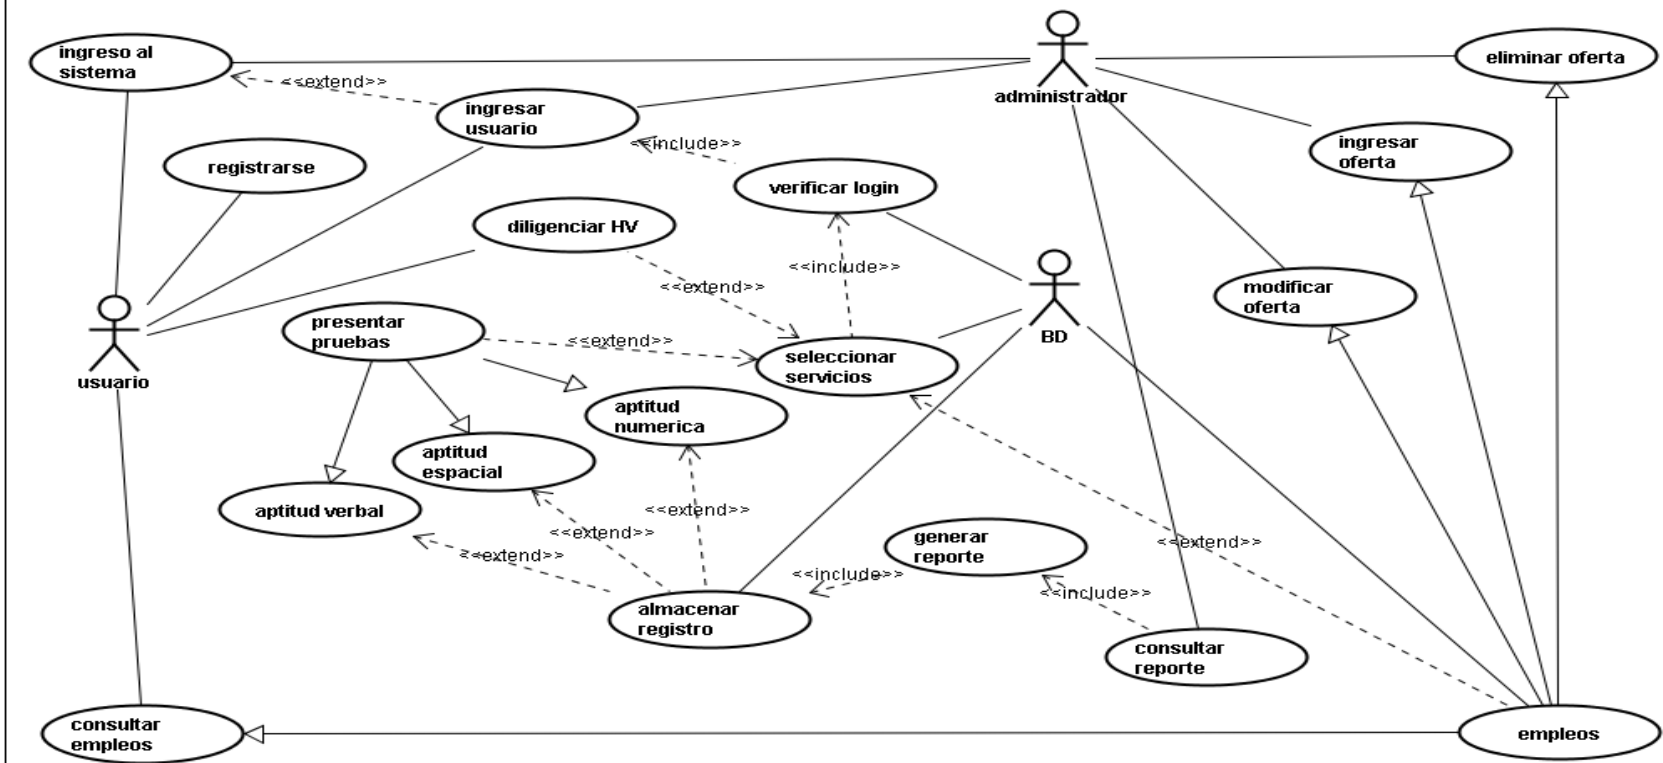 ingreso al
sistema
<<extend>>
ingresar
usuario
administrador
eliminar oferta
registrarse
<<include>>
verificar login
ingresar
oferta
diligenciar HV
<<include>>
<<extend>>
modificar
oferta
presentar
pruebas
<<extend>>
seleccionar
servicios
BD
usuario
aptitud
numerica
aptitud
espacial
aptitud verbal
<<extend>>
<<extend>>
<<extend>>
generar
reporte
<<extend>>
<<include>>
<<include>>
almacenar
registro
consultar
reporte
consultar
empleos
empleos